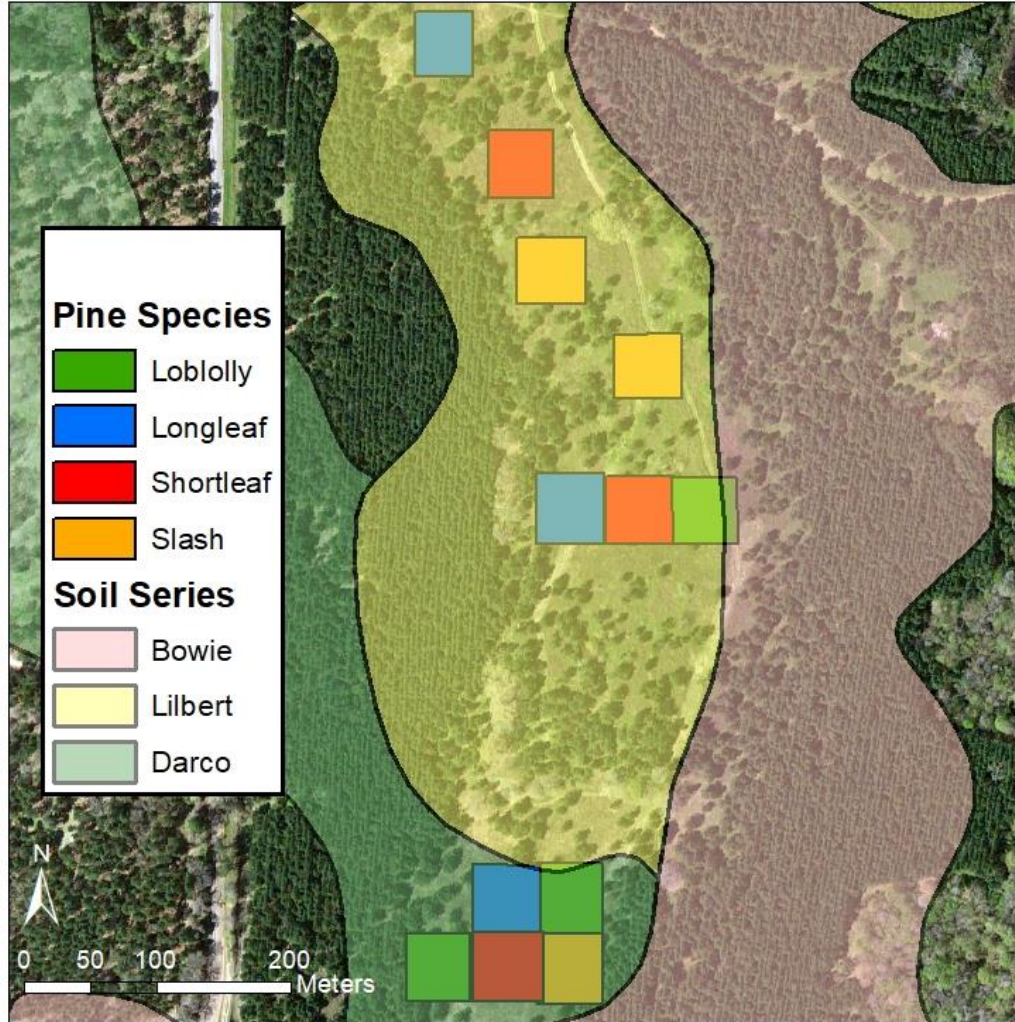 Pine Species
Loblolly
Longleaf
Shortleaf
Slash
Soil Series
Bowie
Lilbert
Darco
N
0 50 100 200
Meters